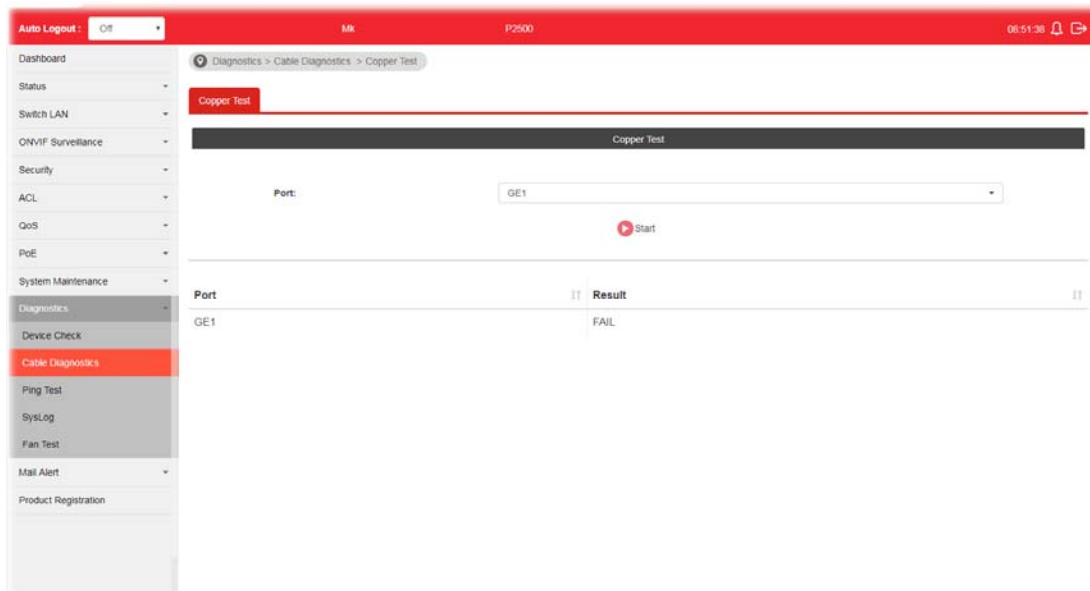 Auto Logout : Off Mk P2500 06:51:36
Dashboard
Status
Switch LAN
ONVIF Surveillance
Security
ACL
QoS
PoE
System Maintenance
Diagnostics
Device Check
Cable Diagnostics
Ping Test
SysLog
Fan Test
Mail Alert
Product Registration
Diagnostics > Cable Diagnostics > Copper Test
Copper Test
Copper Test
Port: GE1
Start
Port Result
GE1 FAIL